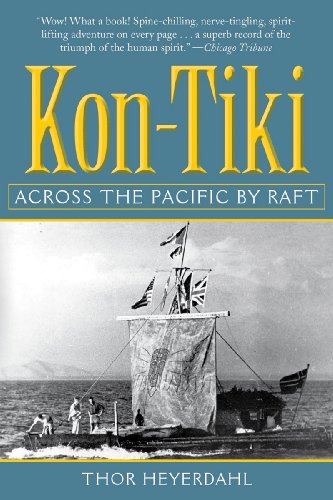 “Wow! What a book! Spine-chilling, nerve-tingling, spirit-
lifting adventure on every page . . . a superb record of the
triumph of the human spirit.”—Chicago Tribune
Kon-Tiki
ACROSS THE PACIFIC BY RAFT
THOR HEYERDAHL